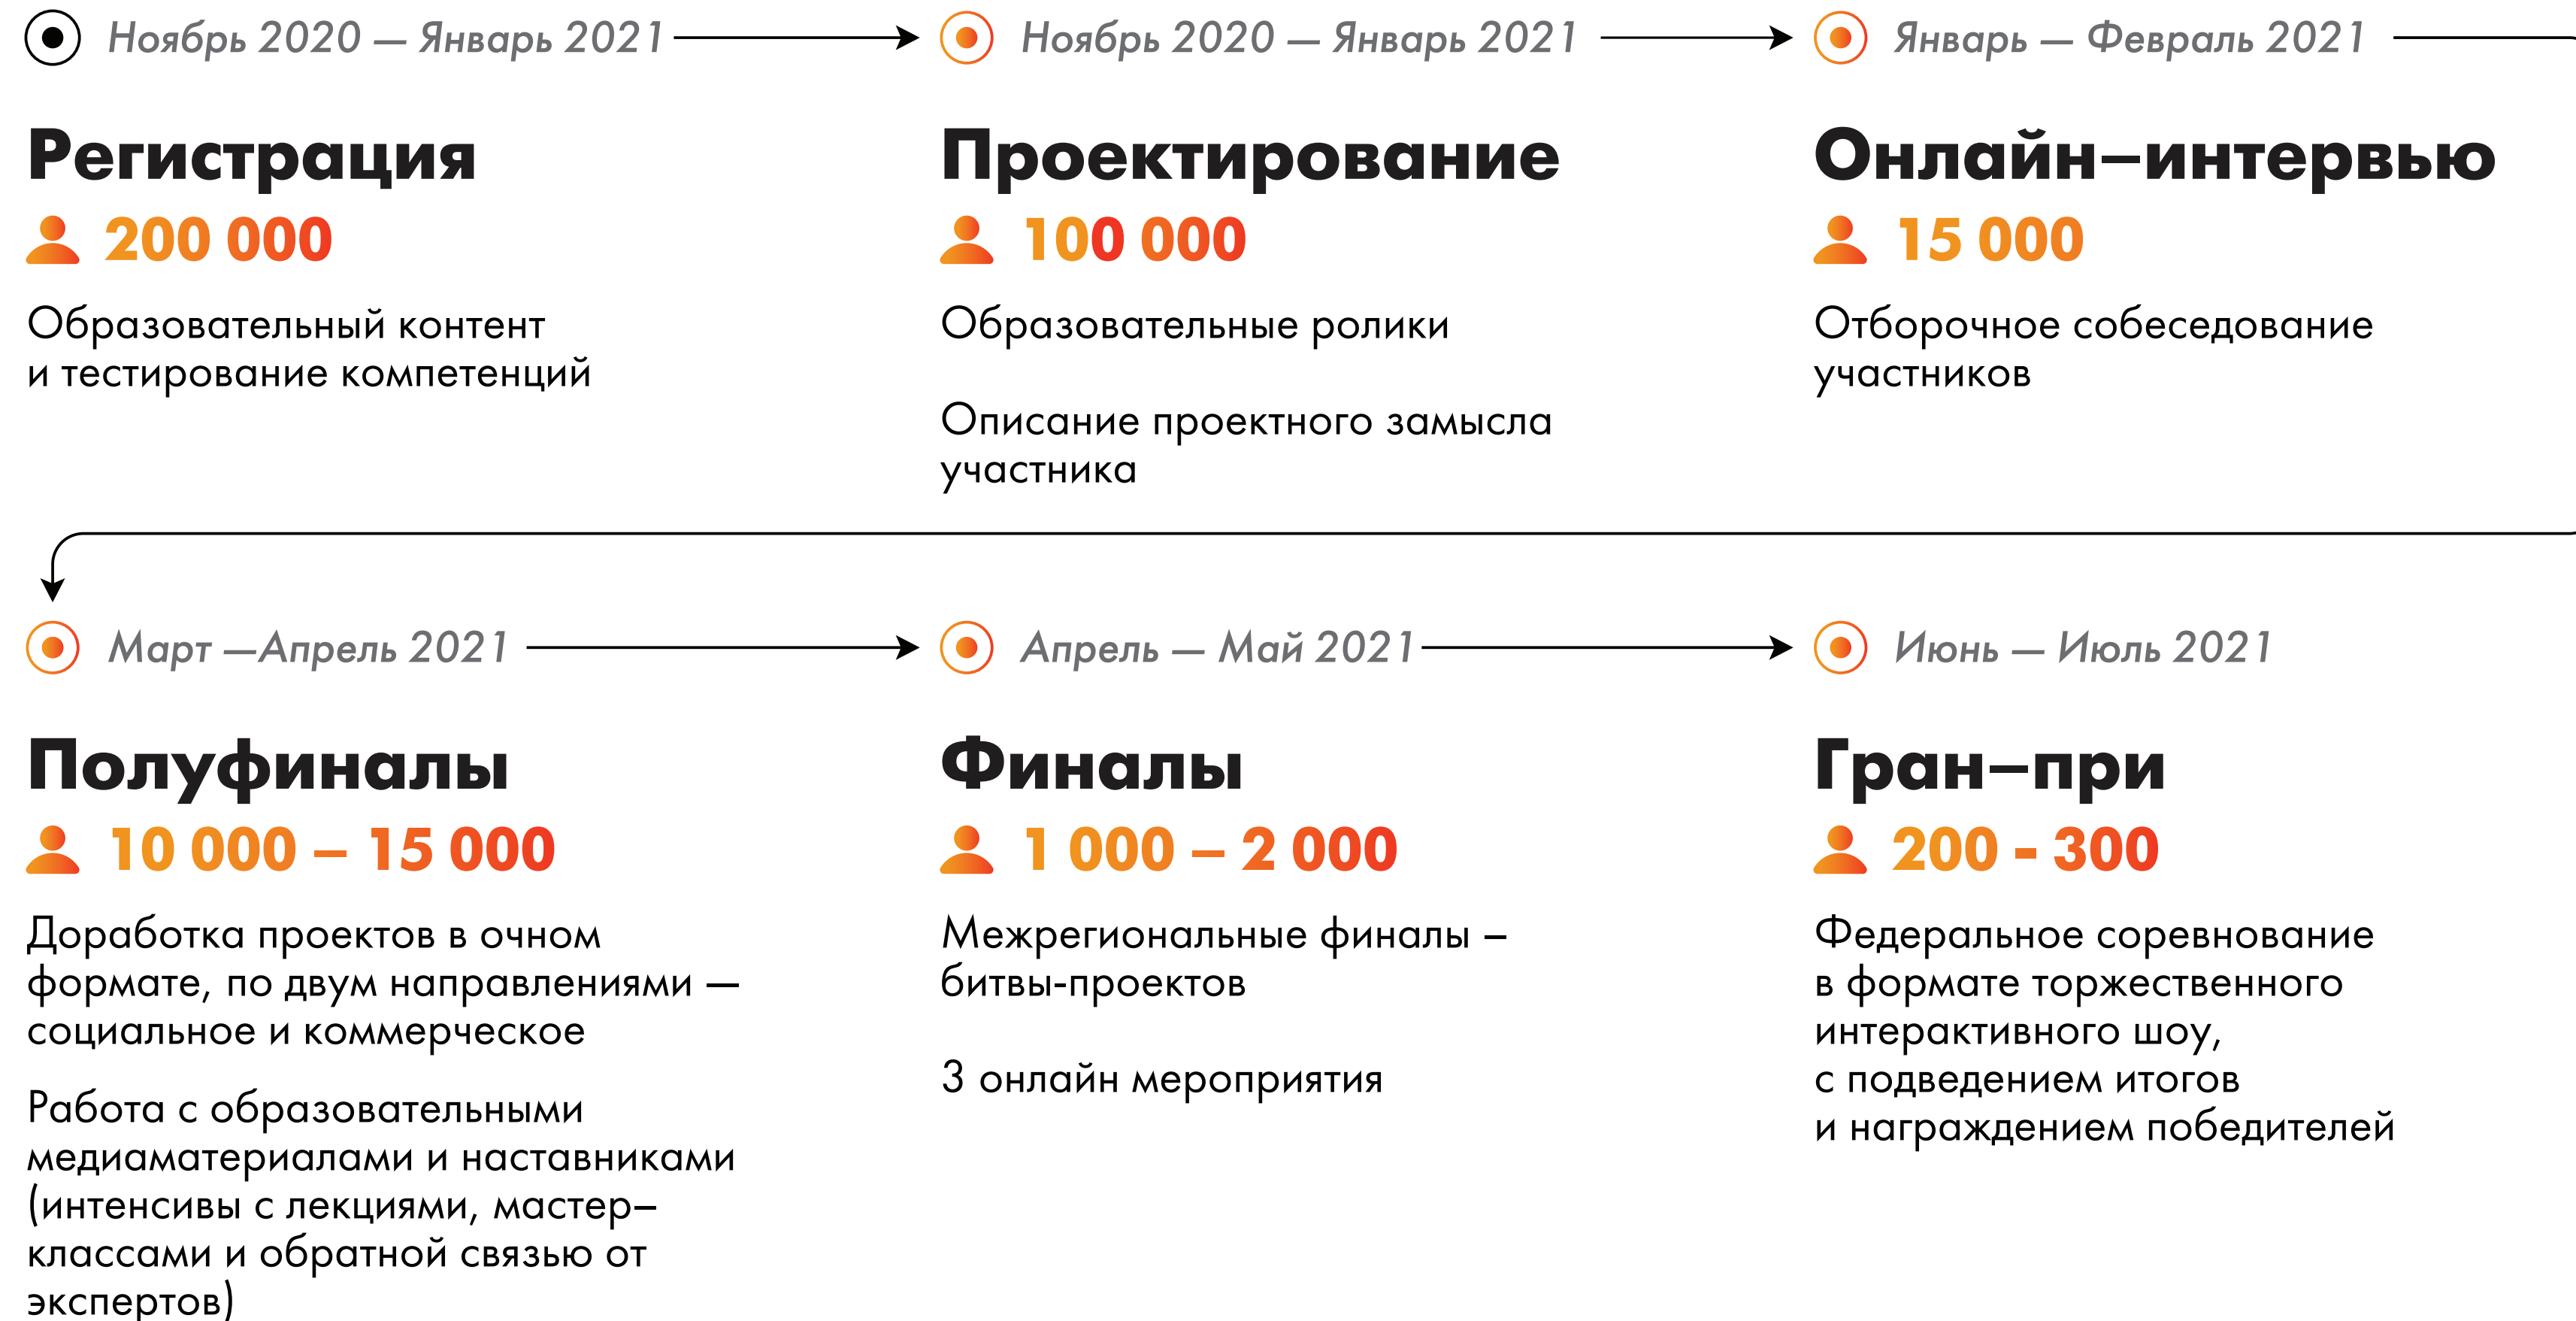 Ноябрь 2020 — Январь 2021
Регистрация
200 000
Образовательный контент
и тестирование компетенций
Ноябрь 2020 — Январь 2021
Проектирование
100 000
Образовательные ролики
Описание проектного замысла
участника
Январь — Февраль 2021
Онлайн–интервью
15 000
Отборочное собеседование
участников
Март —Апрель 2021
Полуфиналы
10 000 – 15 000
Доработка проектов в очном
формате, по двум направлениями —
социальное и коммерческое
Работа с образовательными
медиаматериалами и наставниками
(интенсивы с лекциями, мастер–
классами и обратной связью от
экспертов)
Апрель — Май 2021
Финалы
1 000 – 2 000
Межрегиональные финалы –
битвы-проектов
3 онлайн мероприятия
Июнь — Июль 2021
Гран–при
200 - 300
Федеральное соревнование
в формате торжественного
интерактивного шоу,
с подведением итогов
и награждением победителей